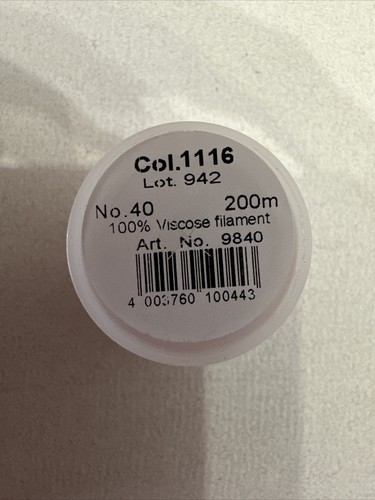 Col.1116
Lot. 942
No.40 200m
100% Viscose filament
Art. No. 9840
4 003760 100443